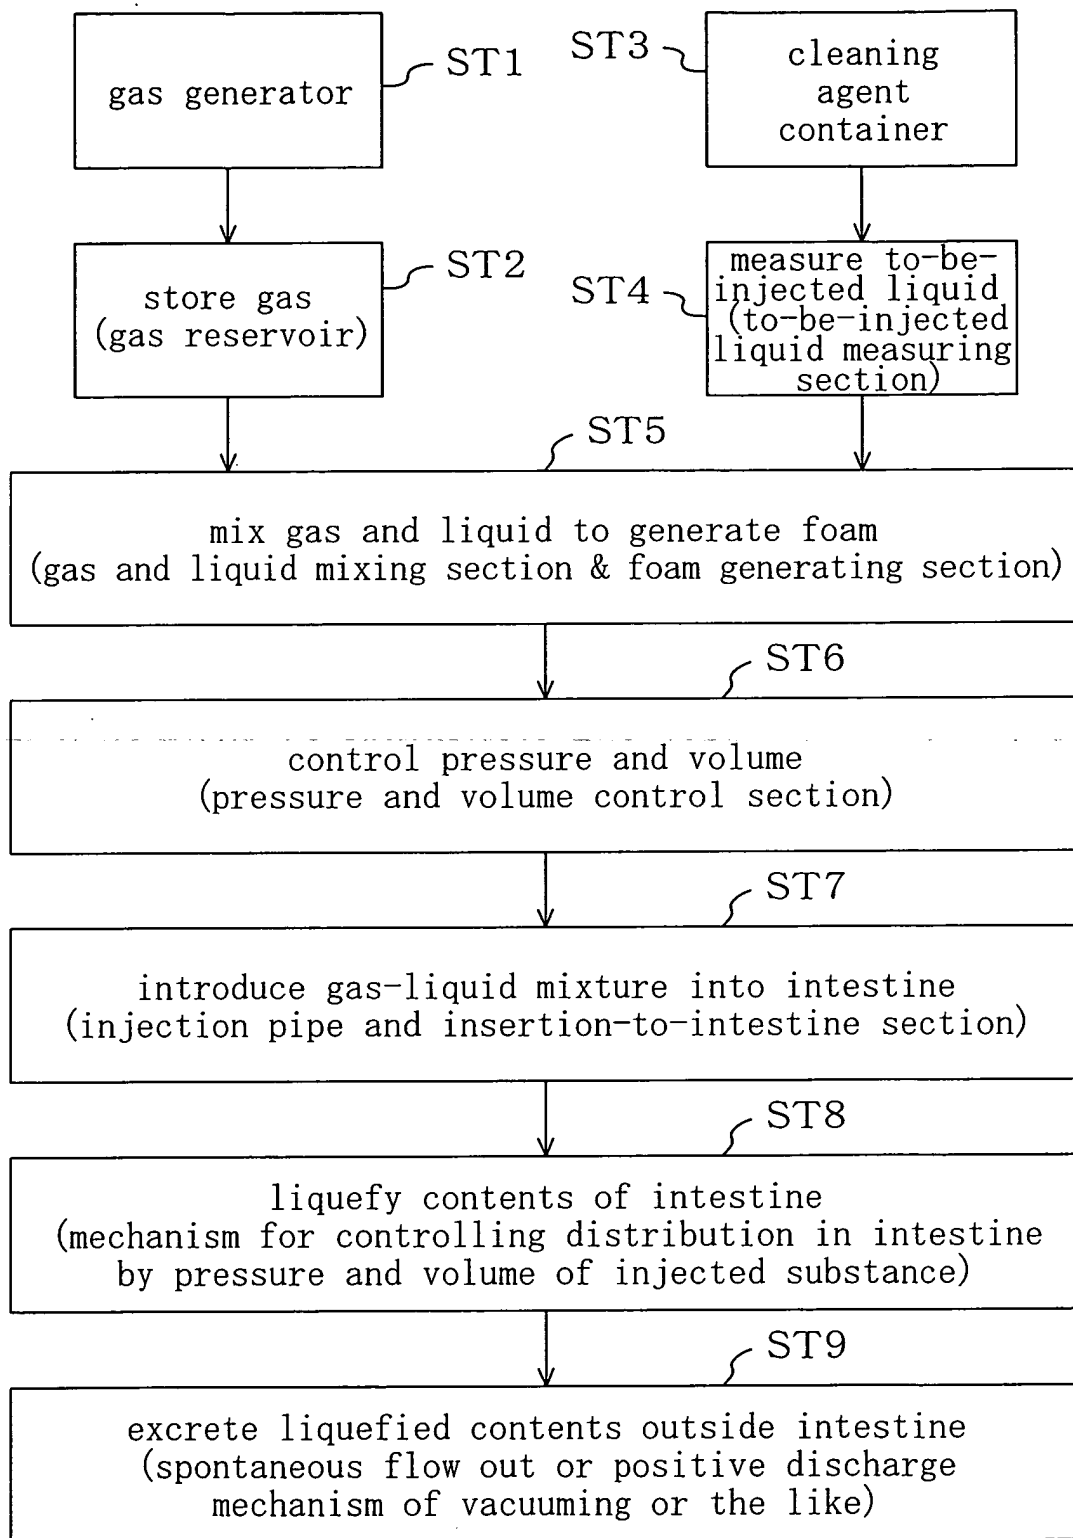 gas generator
ST1
ST3
cleaning
agent
container
store gas
(gas reservoir)
ST2
ST4
measure to-be-
injected liquid
(to-be-injected
liquid measuring
section)
ST5
mix gas and liquid to generate foam
(gas and liquid mixing section & foam generating section)
ST6
control pressure and volume
(pressure and volume control section)
ST7
introduce gas-liquid mixture into intestine
(injection pipe and insertion-to-intestine section)
ST8
liquefy contents of intestine
(mechanism for controlling distribution in intestine
by pressure and volume of injected substance)
ST9
excrete liquefied contents outside intestine
(spontaneous flow out or positive discharge
mechanism of vacuuming or the like)